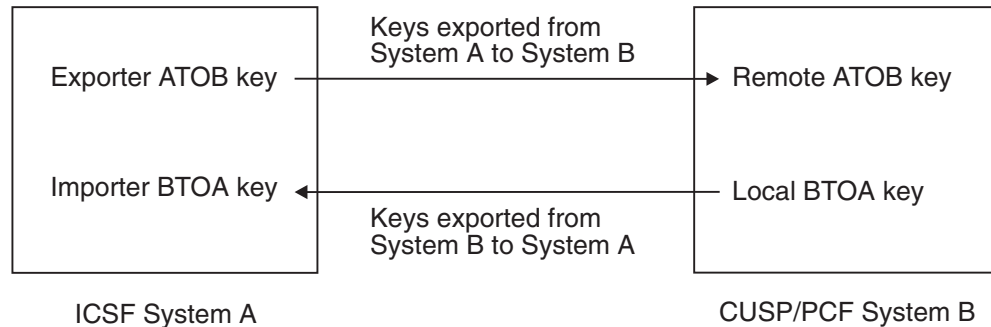 Keys exported from
System A to System B
Exporter ATOB key
Remote ATOB key
Importer BTOA key
Local BTOA key
Keys exported from
System B to System A
ICSF System A
CUSP/PCF System B